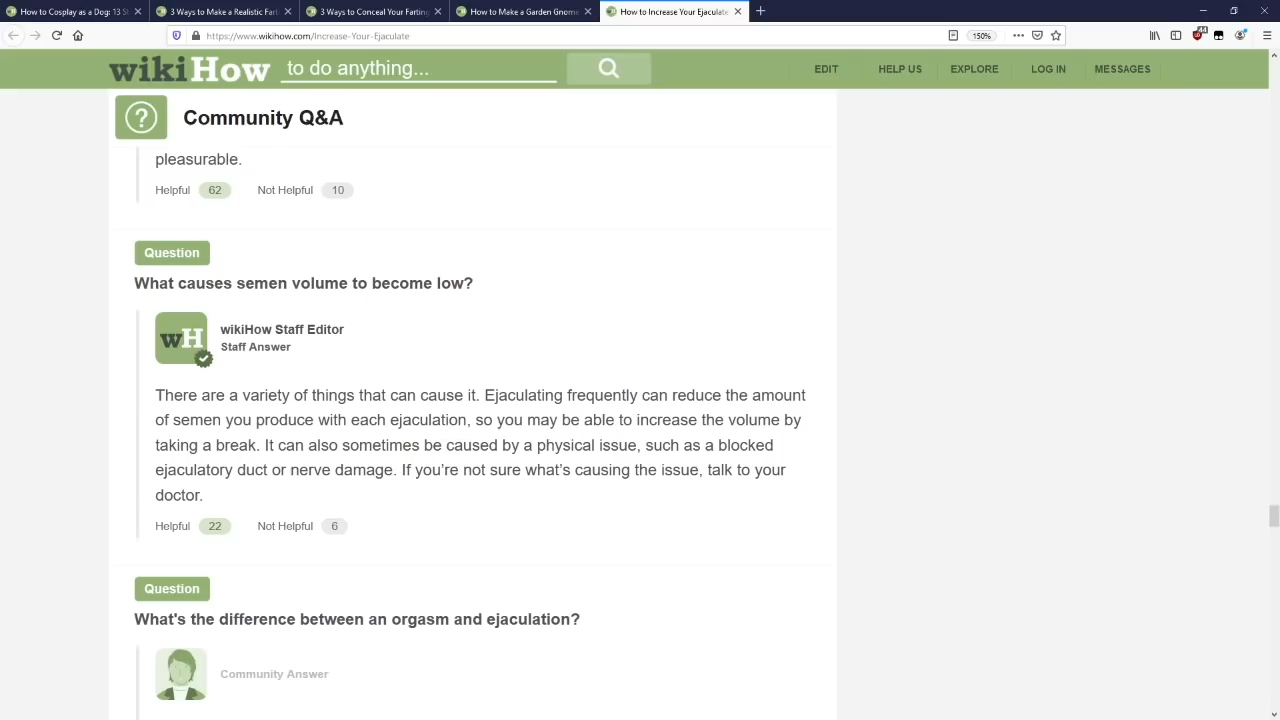 How to Cosplay as a Dog: 13 St
3 Ways to Make a Realistic Fart
3 Ways to Conceal Your Farting
How to Make a Garden Gnome
How to Increase Your Ejaculate
https://www.wikihow.com/Increase-Your-Ejaculate
150%
wikiHow to do anything...
EDIT
HELP US
EXPLORE
LOG IN
MESSAGES
Community Q&A
pleasurable.
Helpful 62 Not Helpful 10
Question
What causes semen volume to become low?
wH
wikiHow Staff Editor
Staff Answer
There are a variety of things that can cause it. Ejaculating frequently can reduce the amount
of semen you produce with each ejaculation, so you may be able to increase the volume by
taking a break. It can also sometimes be caused by a physical issue, such as a blocked
ejaculatory duct or nerve damage. If you're not sure what's causing the issue, talk to your
doctor.
Helpful 22 Not Helpful 6
Question
What's the difference between an orgasm and ejaculation?
Community Answer